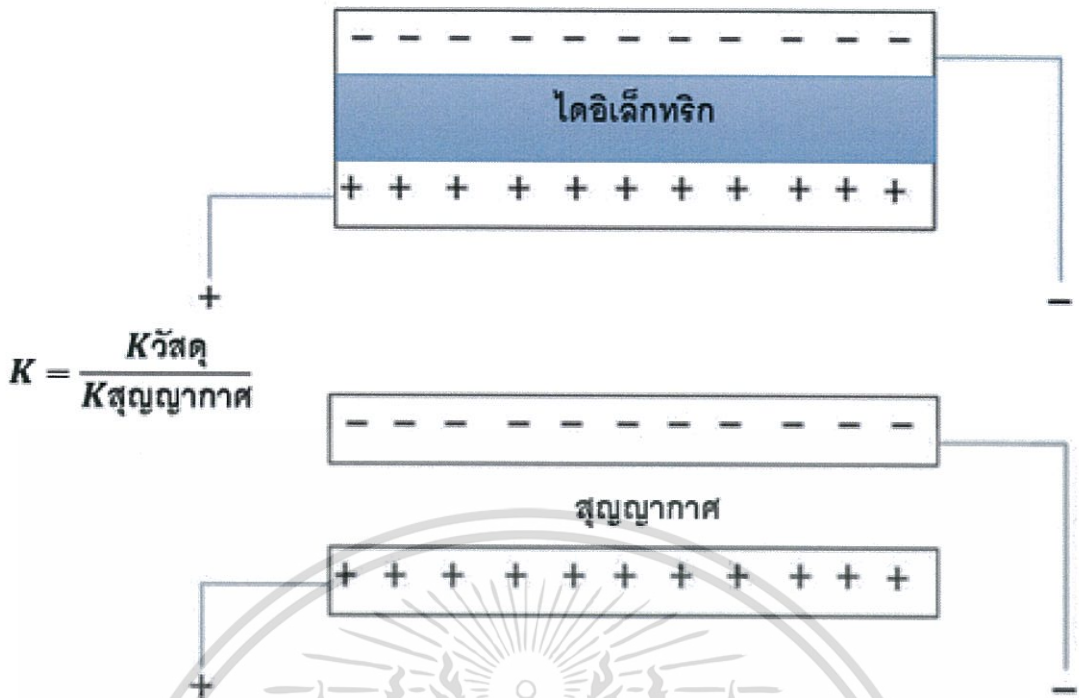 − − − − − − − − − − −
ไดอิเล็กทริก
+ + + + + + + + + + +
+ −
K = Kวัสดุ / Kสุญญากาศ
− − − − − − − − − − −
สุญญากาศ
+ + + + + + + + + + +
+ −